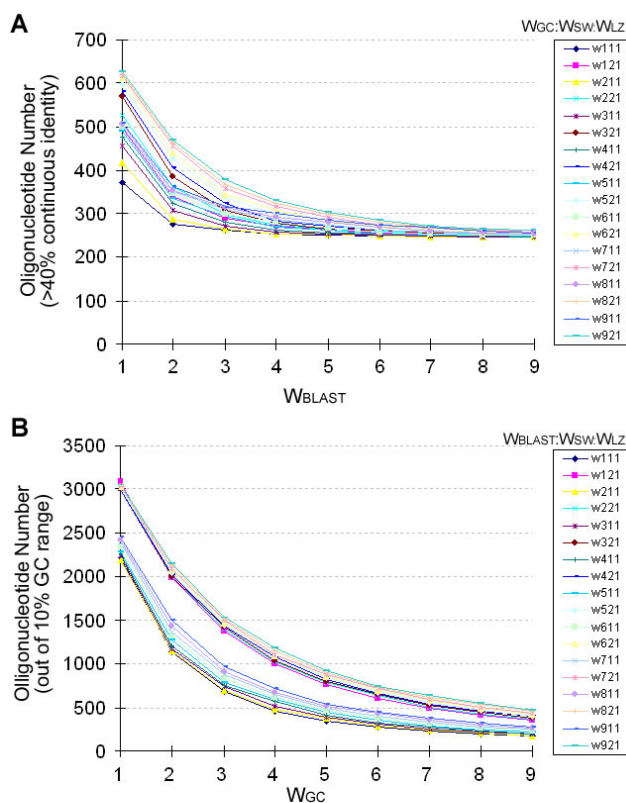 A
WGC:WSW:WLZ
700
600
500
400
300
200
100
0
Oligonucleotide Number
(>40% continuous identity)
1 2 3 4 5 6 7 8 9
WBLAST
w111
w121
w211
w221
w311
w321
w411
w421
w511
w521
w611
w621
w711
w721
w811
w821
w911
w921
B
WBLAST:WSW:WLZ
3500
3000
2500
2000
1500
1000
500
0
Olligonucleotide Number
(out of 10% GC range)
1 2 3 4 5 6 7 8 9
WGC
w111
w121
w211
w221
w311
w321
w411
w421
w511
w521
w611
w621
w711
w721
w811
w821
w911
w921